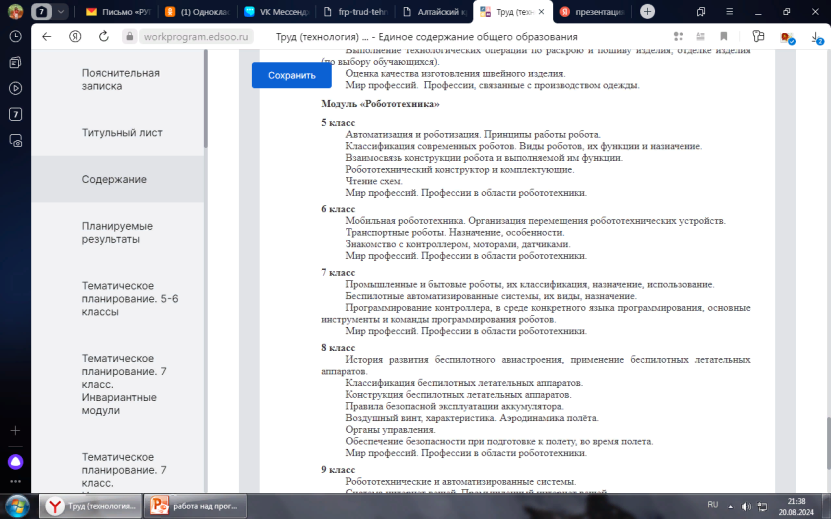 7
Письмо «РУЛ
(1) Однокла
VK Мессенд
frp-trud-tehn
Алтайский к
Труд (техн
презентаци
workprogram.edsoo.ru
Труд (технология) ... - Единое содержание общего образования
7
2
Пояснительная
записка
Титульный лист
Содержание
Планируемые
результаты
Тематическое
планирование. 5-6
классы
Тематическое
планирование. 7
класс.
Инвариантные
модули
Тематическое
планирование. 7
класс.
Сохранить
Выполнение технологических операций по раскрою и пошиву изделия, отделке изделия
(по выбору обучающихся).
Оценка качества изготовления швейного изделия.
Мир профессий. Профессии, связанные с производством одежды.
Модуль «Робототехника»
5 класс
Автоматизация и роботизация. Принципы работы робота.
Классификация современных роботов. Виды роботов, их функции и назначение.
Взаимосвязь конструкции робота и выполняемой им функции.
Робототехнический конструктор и комплектующие.
Чтение схем.
Мир профессий. Профессии в области робототехники.
6 класс
Мобильная робототехника. Организация перемещения робототехнических устройств.
Транспортные роботы. Назначение, особенности.
Знакомство с контроллером, моторами, датчиками.
Мир профессий. Профессии в области робототехники.
7 класс
Промышленные и бытовые роботы, их классификация, назначение, использование.
Беспилотные автоматизированные системы, их виды, назначение.
Программирование контроллера, в среде конкретного языка программирования, основные
инструменты и команды программирования роботов.
Мир профессий. Профессии в области робототехники.
8 класс
История развития беспилотного авиастроения, применение беспилотных летательных
аппаратов.
Классификация беспилотных летательных аппаратов.
Конструкция беспилотных летательных аппаратов.
Правила безопасной эксплуатации аккумулятора.
Воздушный винт, характеристика. Аэродинамика полёта.
Органы управления.
Обеспечение безопасности при подготовке к полету, во время полета.
Мир профессий. Профессии в области робототехники.
9 класс
Робототехнические и автоматизированные системы.
Система интернет вещей. Промышленный интернет вещей.
Труд (технология...
работа над прог...
RU
21:38
20.08.2024